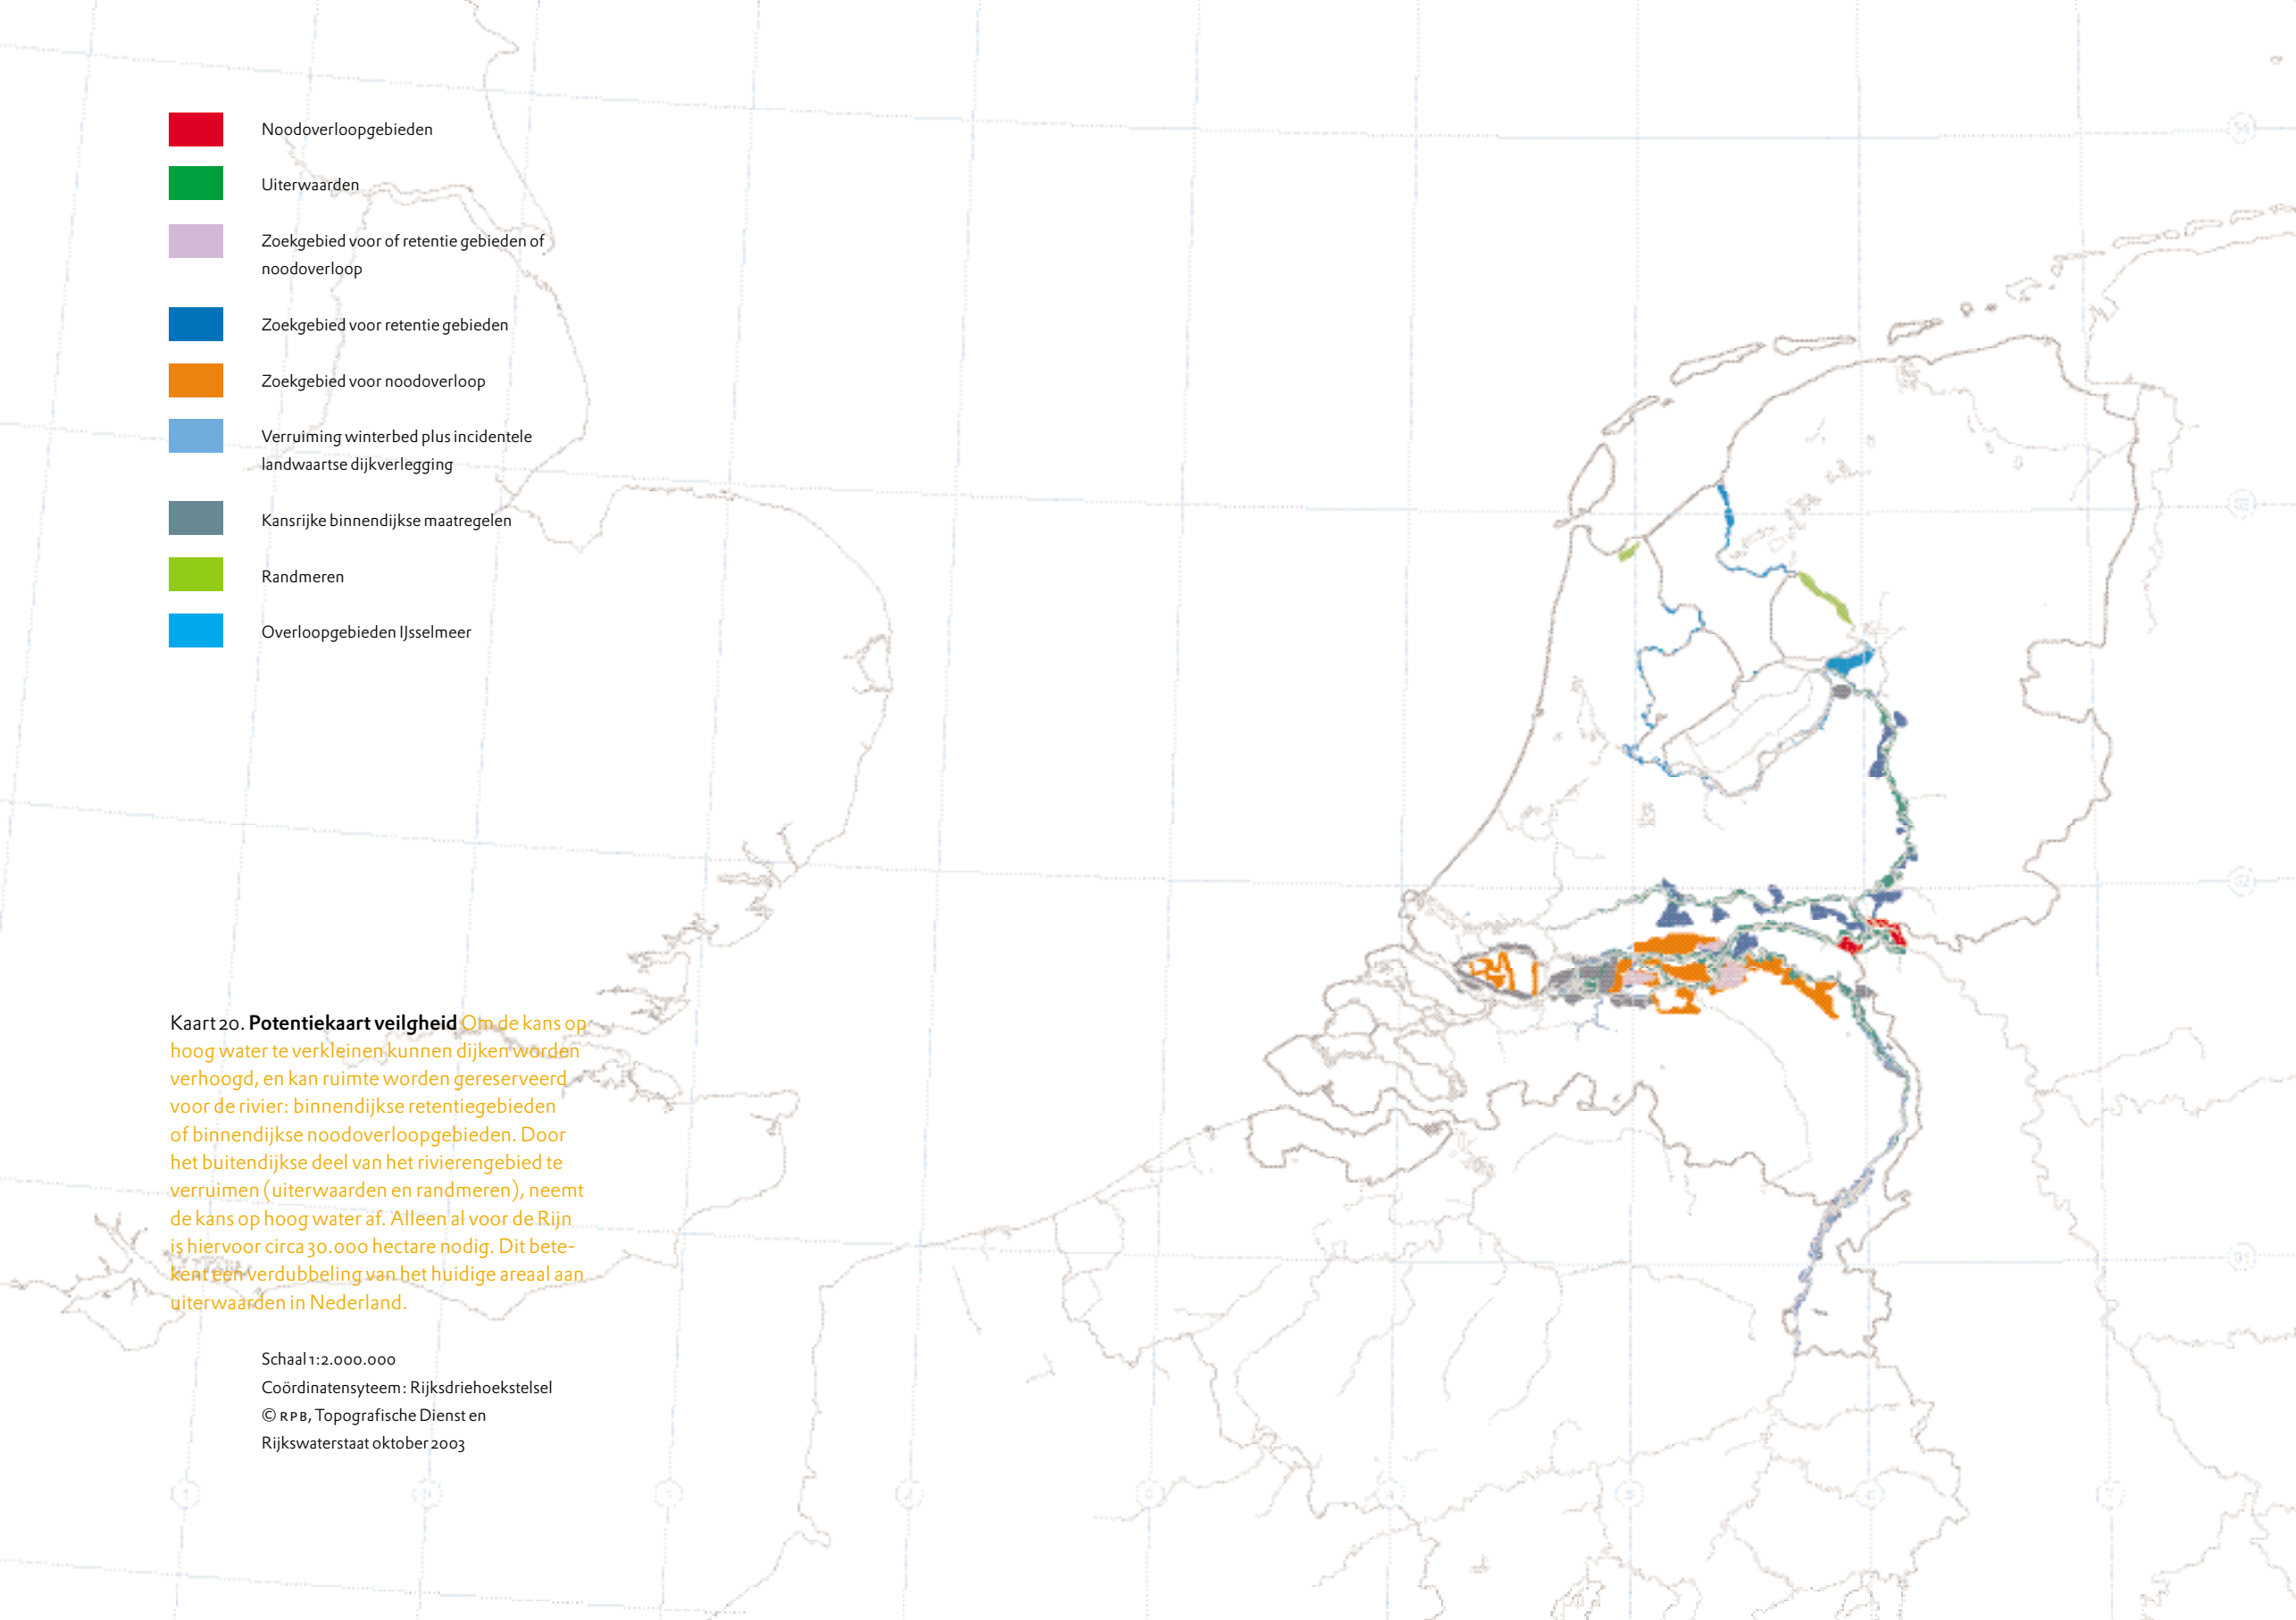 Noodoverloopgebieden
Uiterwaarden
Zoekgebied voor of retentie gebieden of
noodoverloop
Zoekgebied voor retentie gebieden
Zoekgebied voor noodoverloop
Verruiming winterbed plus incidentele
landwaartse dijkverlegging
Kansrijke binnendijkse maatregelen
Randmeren
Overloopgebieden IJsselmeer
Kaart 20. Potentiekaart veilgheid Om de kans op
hoog water te verkleinen kunnen dijken worden
verhoogd, en kan ruimte worden gereserveerd
voor de rivier: binnendijkse retentiegebieden
of binnendijkse noodoverloopgebieden. Door
het buitendijkse deel van het rivierengebied te
verruimen (uiterwaarden en randmeren), neemt
de kans op hoog water af. Alleen al voor de Rijn
is hiervoor circa 30.000 hectare nodig. Dit bete-
kent een verdubbeling van het huidige areaal aan
uiterwaarden in Nederland.
Schaal 1:2.000.000
Coördinatensyteem: Rijksdriehoekstelsel
© RPB, Topografische Dienst en
Rijkswaterstaat oktober 2003